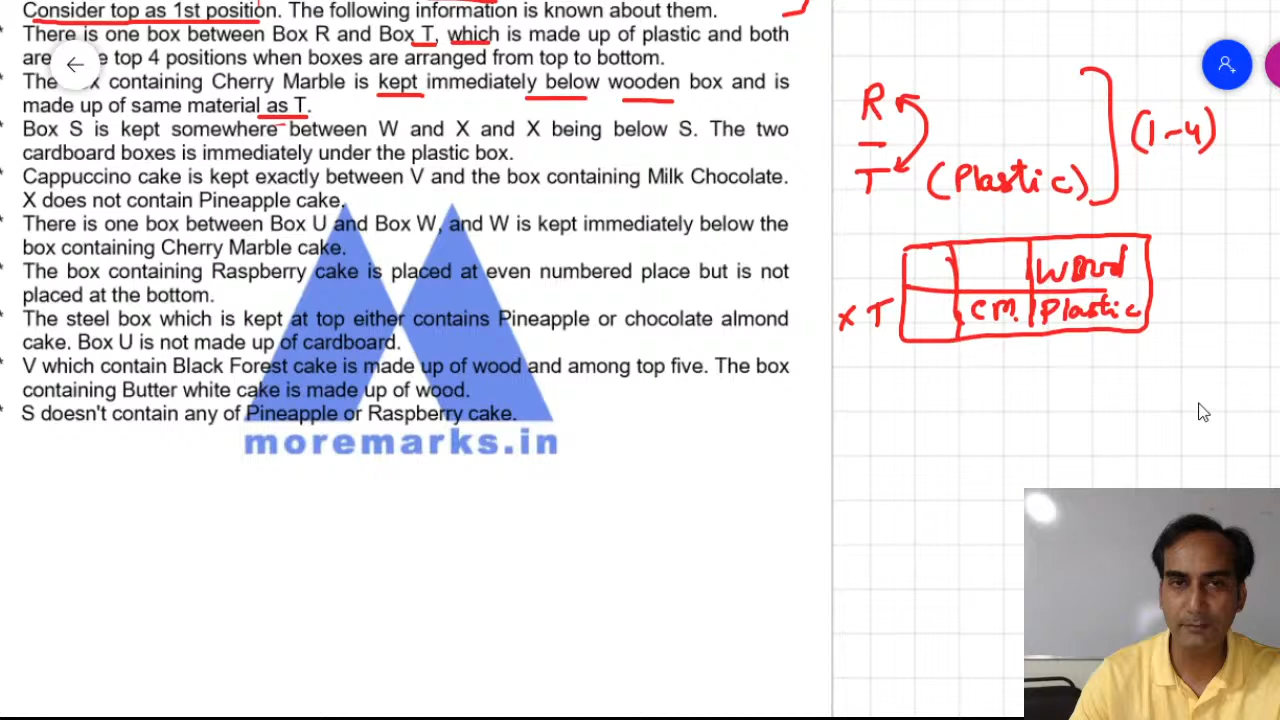 Consider top as 1st position. The following information is known about them.
* There is one box between Box R and Box T, which is made up of plastic and both
are top 4 positions when boxes are arranged from top to bottom.
* The containing Cherry Marble is kept immediately below wooden box and is
made up of same material as T.
* Box S is kept somewhere between W and X and X being below S. The two
cardboard boxes is immediately under the plastic box.
* Cappuccino cake is kept exactly between V and the box containing Milk Chocolate.
X does not contain Pineapple cake.
* There is one box between Box U and Box W, and W is kept immediately below the
box containing Cherry Marble cake.
* The box containing Raspberry cake is placed at even numbered place but is not
placed at the bottom.
* The steel box which is kept at top either contains Pineapple or chocolate almond
cake. Box U is not made up of cardboard.
* V which contain Black Forest cake is made up of wood and among top five. The box
containing Butter white cake is made up of wood.
* S doesn't contain any of Pineapple or Raspberry cake.
moremarks.in
R
T (Plastic)
(1-4)
Wood
x T C M. Plastic